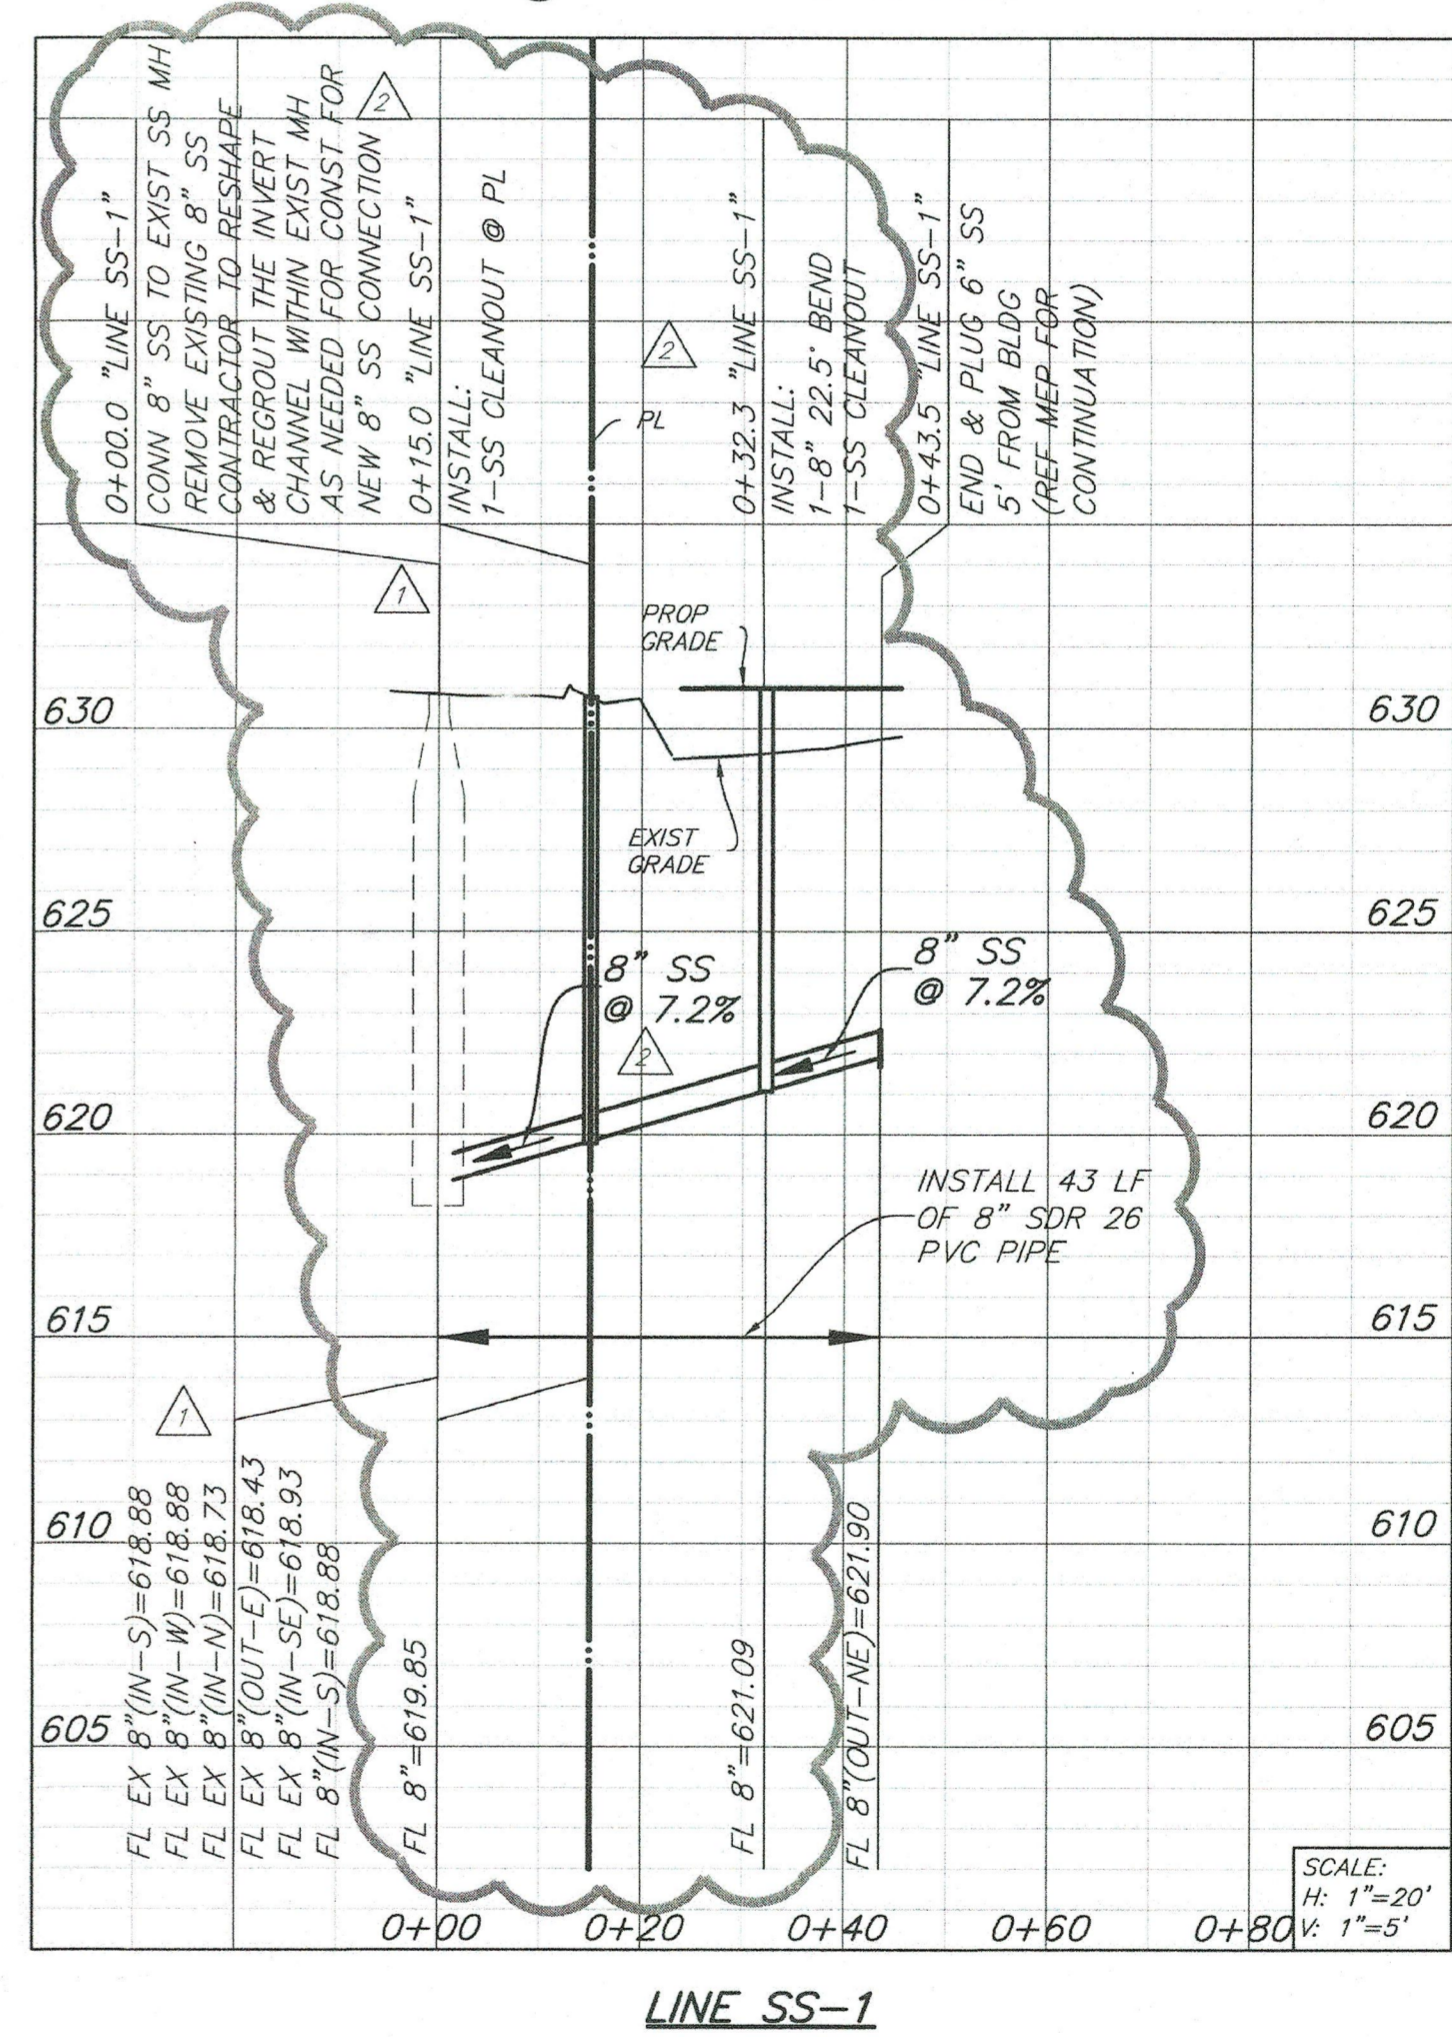 0+00.0 "LINE SS-1"
CONN 8" SS TO EXIST SS MH
REMOVE EXISTING 8" SS
CONTRACTOR TO RESHAPE
& REGROUT THE INVERT
CHANNEL WITHIN EXIST MH
AS NEEDED FOR CONST FOR
NEW 8" SS CONNECTION
2
0+15.0 "LINE SS-1"
INSTALL:
1-SS CLEANOUT @ PL
PL
2
0+32.3 "LINE SS-1"
INSTALL:
1-8" 22.5° BEND
1-SS CLEANOUT
0+43.5 "LINE SS-1"
END & PLUG 6" SS
5' FROM BLDG
(REF MEP FOR
CONTINUATION)
1
PROP
GRADE
630
630
EXIST
GRADE
625
625
8" SS
@ 7.2%
8" SS
@ 7.2%
2
620
620
INSTALL 43 LF
OF 8" SDR 26
PVC PIPE
615
615
1
610
610
605
605
FL EX 8"(IN-S)=618.88
FL EX 8"(IN-W)=618.88
FL EX 8"(IN-N)=618.73
FL EX 8"(OUT-E)=618.43
FL EX 8"(IN-SE)=618.93
FL 8"(IN-S)=618.88
FL 8"=619.85
FL 8"=621.09
FL 8"(OUT-NE)=621.90
0+00
0+20
0+40
0+60
0+80
SCALE:
H: 1"=20'
V: 1"=5'
LINE SS-1